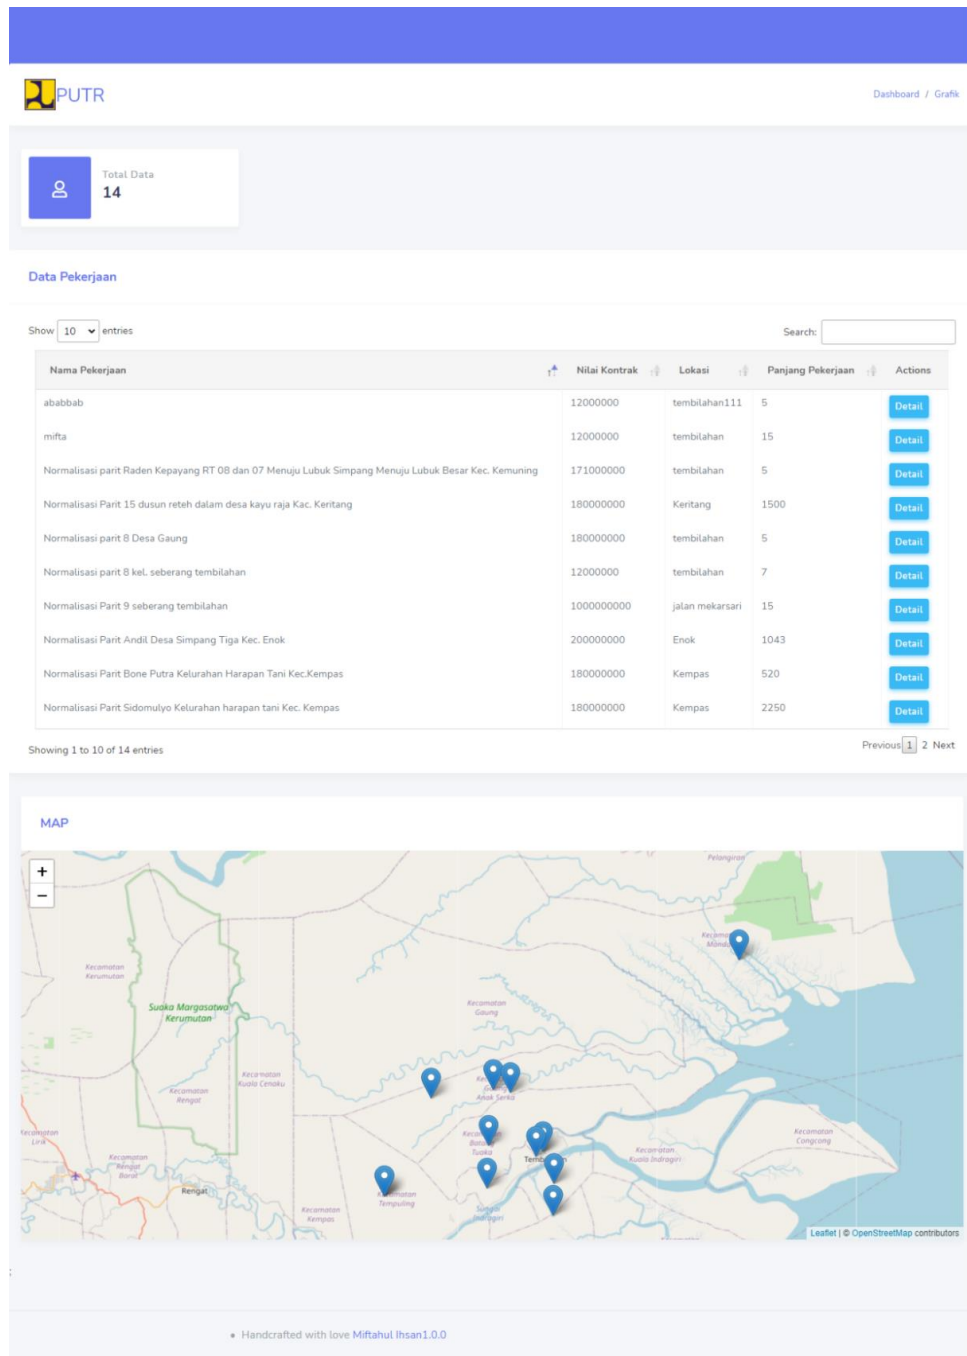 PUTR
Dashboard / Grafik
Total Data
14
Data Pekerjaan
Show 10 entries
Search:
Nama Pekerjaan Nilai Kontrak Lokasi Panjang Pekerjaan Actions
ababbab 12000000 tembilahan111 5 Detail
mifta 12000000 tembilahan 15 Detail
Normalisasi parit Raden Kepayang RT 08 dan 07 Menuju Lubuk Simpang Menuju Lubuk Besar Kec. Kemuning 171000000 tembilahan 5 Detail
Normalisasi Parit 15 dusun reteh dalam desa kayu raja Kac. Keritang 180000000 Keritang 1500 Detail
Normalisasi parit 8 Desa Gaung 180000000 tembilahan 5 Detail
Normalisasi parit 8 kel. seberang tembilahan 12000000 tembilahan 7 Detail
Normalisasi Parit 9 seberang tembilahan 1000000000 jalan mekarsari 15 Detail
Normalisasi Parit Andil Desa Simpang Tiga Kec. Enok 200000000 Enok 1043 Detail
Normalisasi Parit Bone Putra Kelurahan Harapan Tani Kec.Kempas 180000000 Kempas 520 Detail
Normalisasi Parit Sidomulyo Kelurahan harapan tani Kec. Kempas 180000000 Kempas 2250 Detail
Showing 1 to 10 of 14 entries
Previous 1 2 Next
MAP
+
−
Pelangiran
Kecamatan
Kerumutan
Suaka Margasatwa
Kerumutan
Kecamatan
Gaung
Kecamatan
Kuala Cenaku
Kecamatan
Rengat
Anak Serka
Kecamatan
Lirik
Kecamatan
Rengat
Barat
Rengat
Tuaka
Kecamatan
Kuala Indragiri
Kecamatan
Congcong
Tempuling
Kecamatan
Kempas
Indragiri
Leaflet | © OpenStreetMap contributors
• Handcrafted with love Miftahul Ihsan1.0.0